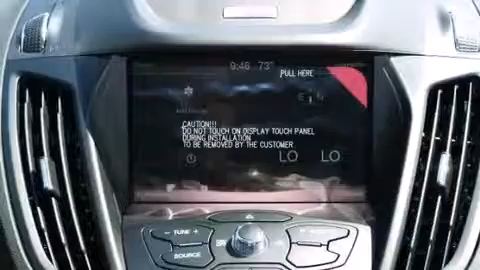 9:46 73°
PULL HERE
CAUTION!!!
DO NOT TOUCH ON DISPLAY TOUCH PANEL
DURING INSTALLATION
TO BE REMOVED BY THE CUSTOMER
LO LO
- TUNE +
SOURCE